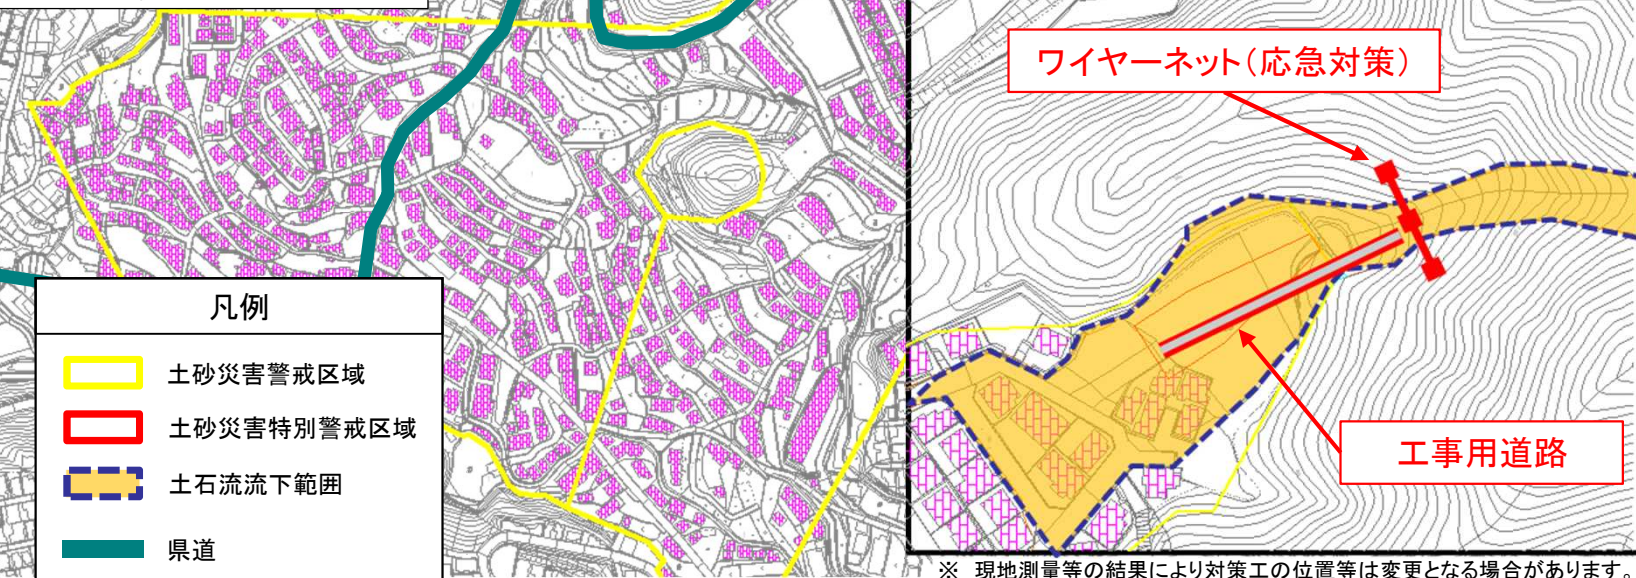 ワイヤーネット(応急対策)
凡例
土砂災害警戒区域
土砂災害特別警戒区域
土石流流下範囲
県道
工事用道路
※ 現地測量等の結果により対策工の位置等は変更となる場合があります。